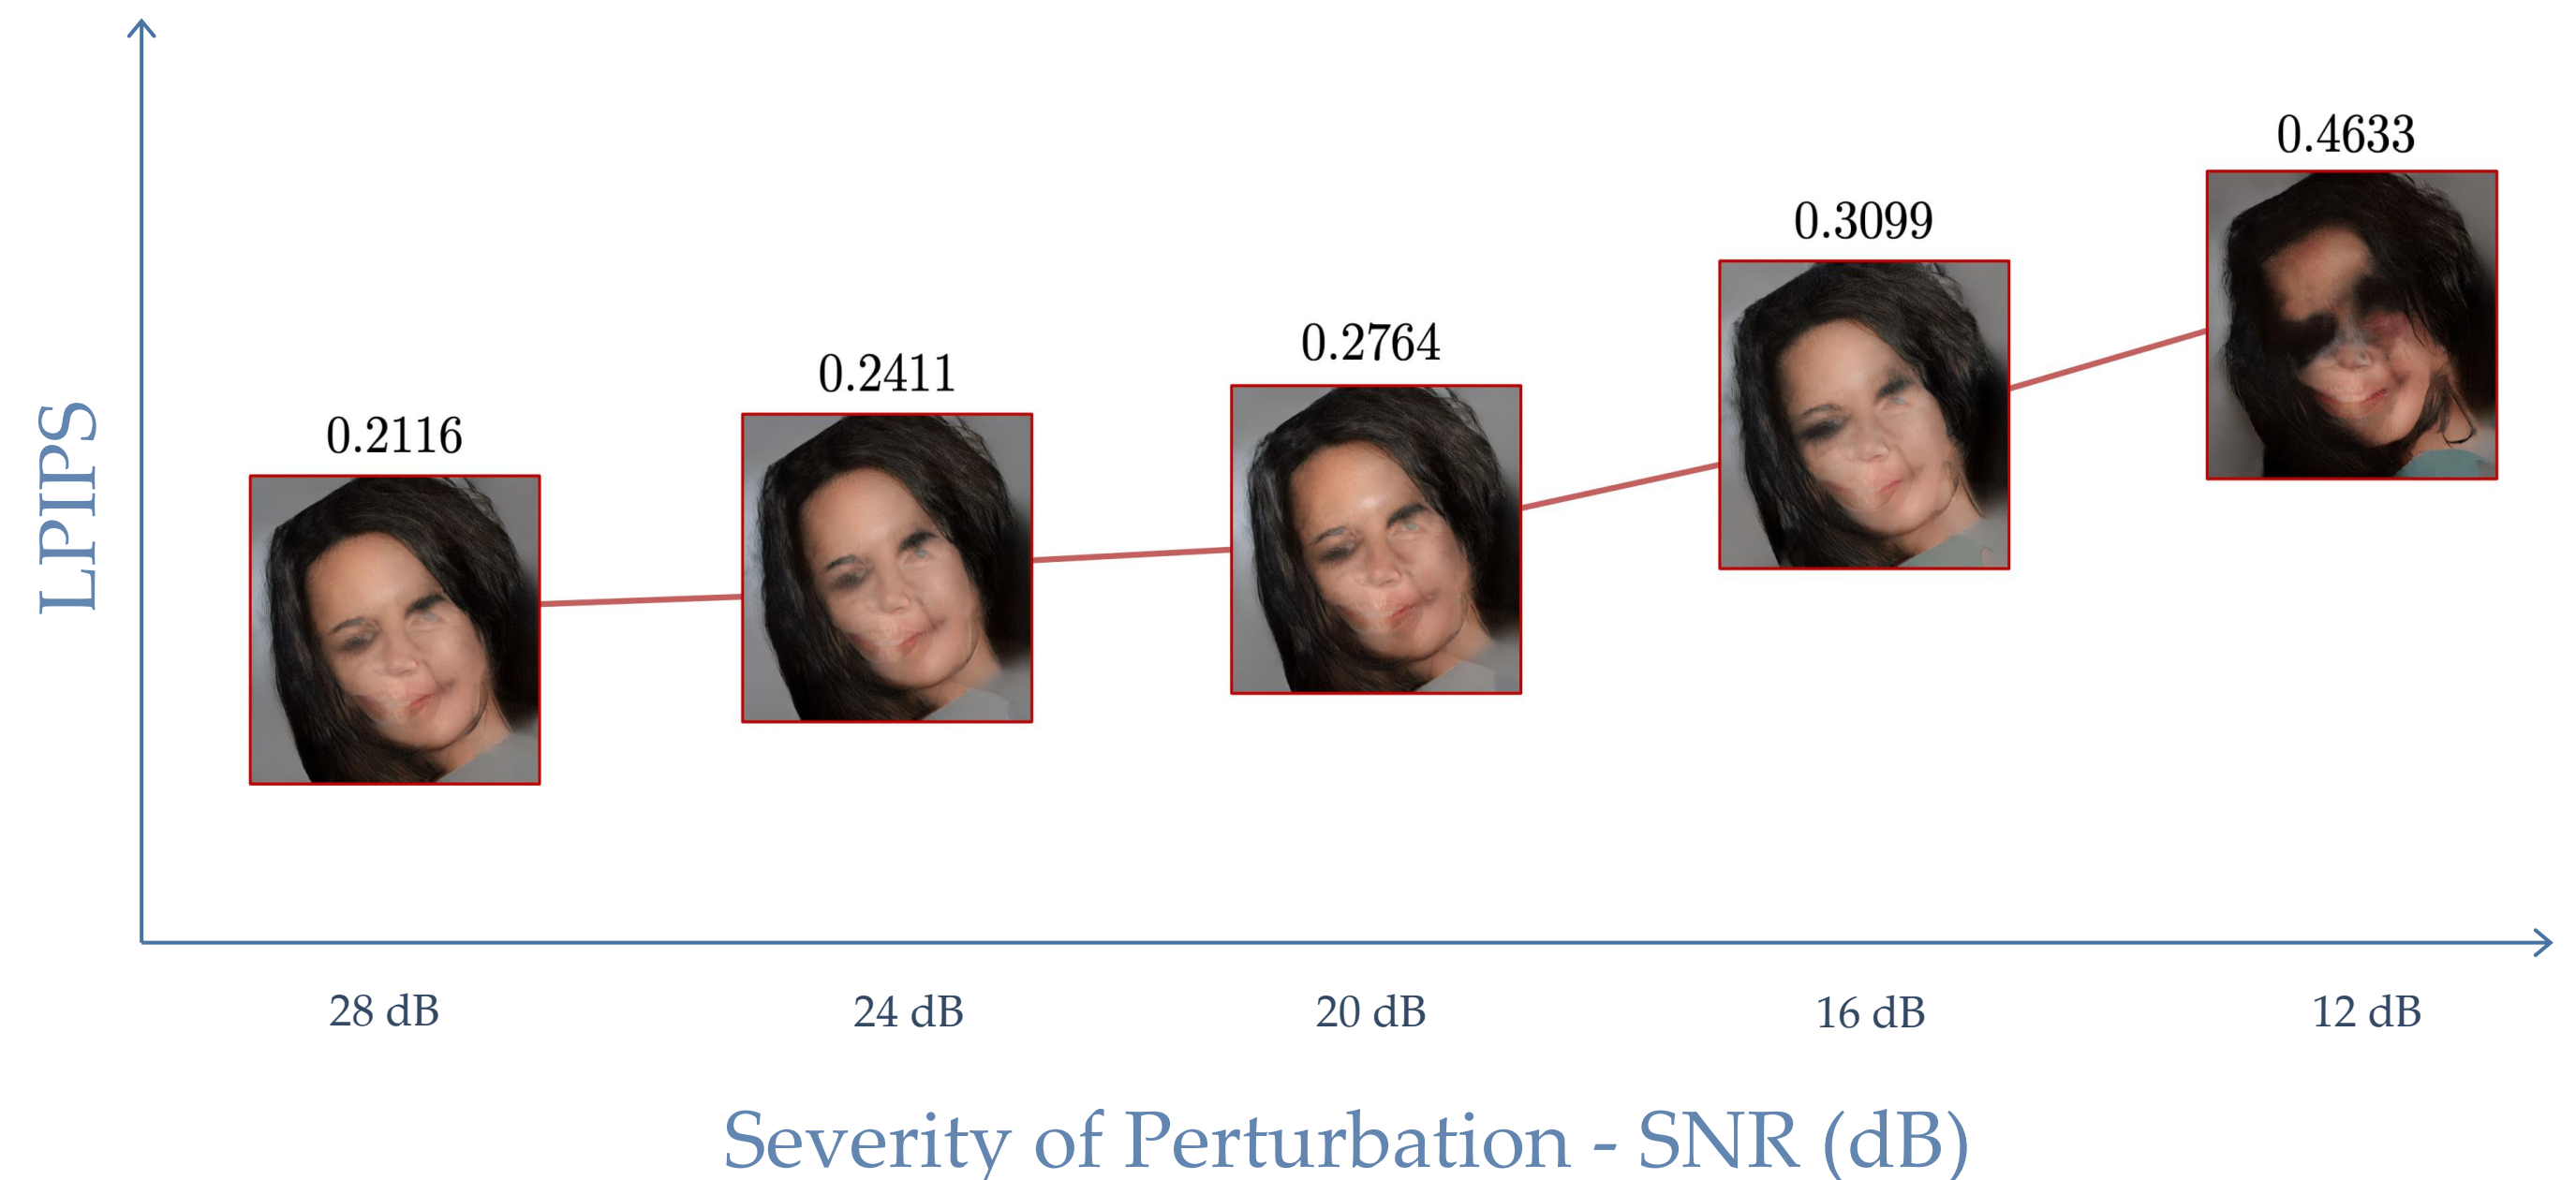 LPIPS
0.2116
0.2411
0.2764
0.3099
0.4633
28 dB
24 dB
20 dB
16 dB
12 dB
Severity of Perturbation - SNR (dB)